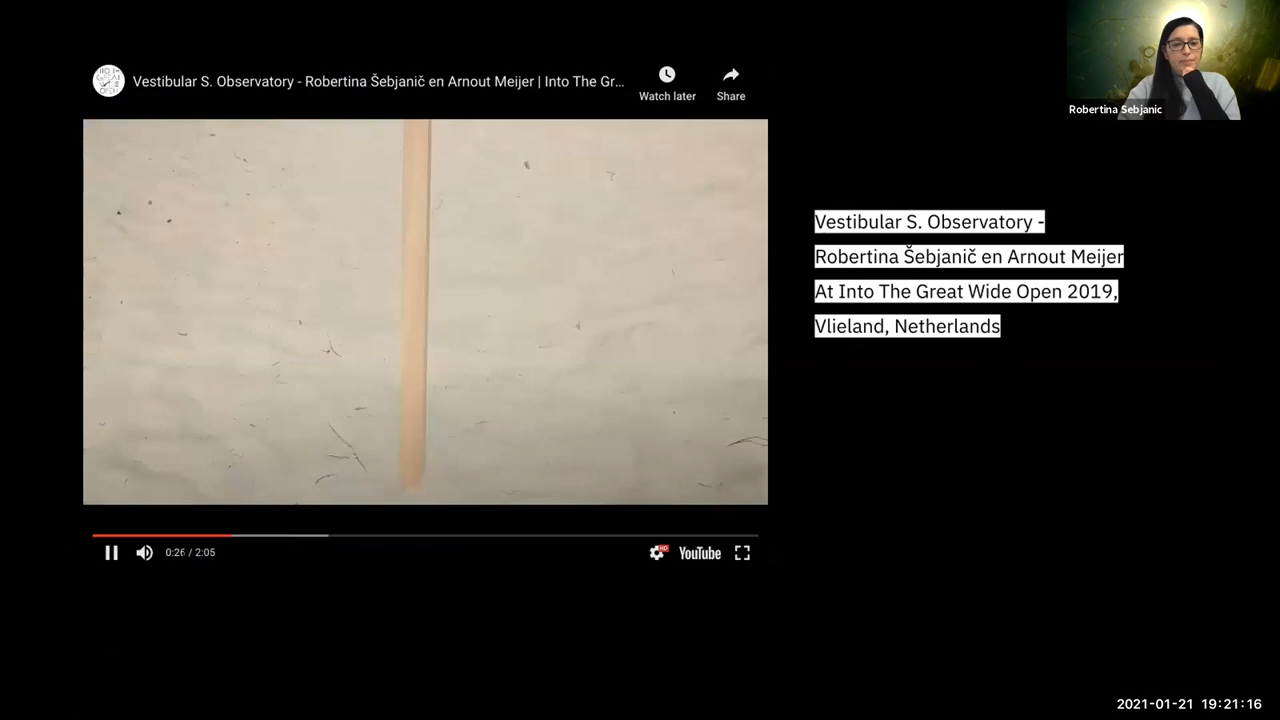 Vestibular S. Observatory - Robertina Šebjanič en Arnout Meijer | Into The Gr...
Watch later
Share
Robertina Sebjanic
Vestibular S. Observatory -
Robertina Šebjanič en Arnout Meijer
At Into The Great Wide Open 2019,
Vlieland, Netherlands
0:26 / 2:05
HD
YouTube
2021-01-21 19:21:16